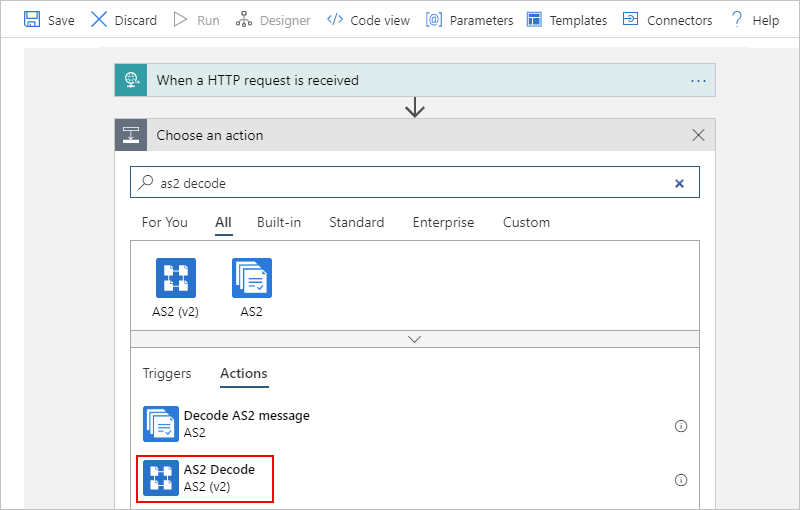 Save Discard Run Designer Code view Parameters Templates Connectors Help
When a HTTP request is received
Choose an action
as2 decode
For You All Built-in Standard Enterprise Custom
AS2 (v2) AS2
Triggers Actions
Decode AS2 message
AS2
AS2 Decode
AS2 (v2)